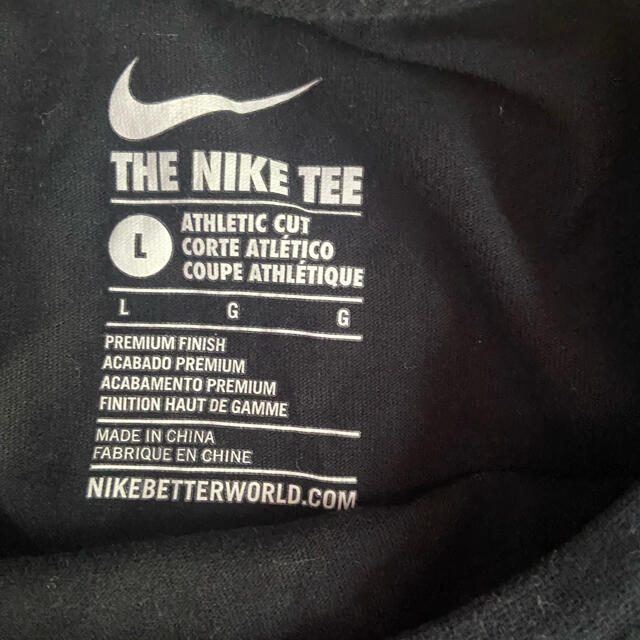 THE NIKE TEE
L
ATHLETIC CUT
CORTE ATLÉTICO
COUPE ATHLÉTIQUE
L G G
PREMIUM FINISH
ACABADO PREMIUM
ACABAMENTO PREMIUM
FINITION HAUT DE GAMME
MADE IN CHINA
FABRIQUE EN CHINE
NIKEBETTERWORLD.COM